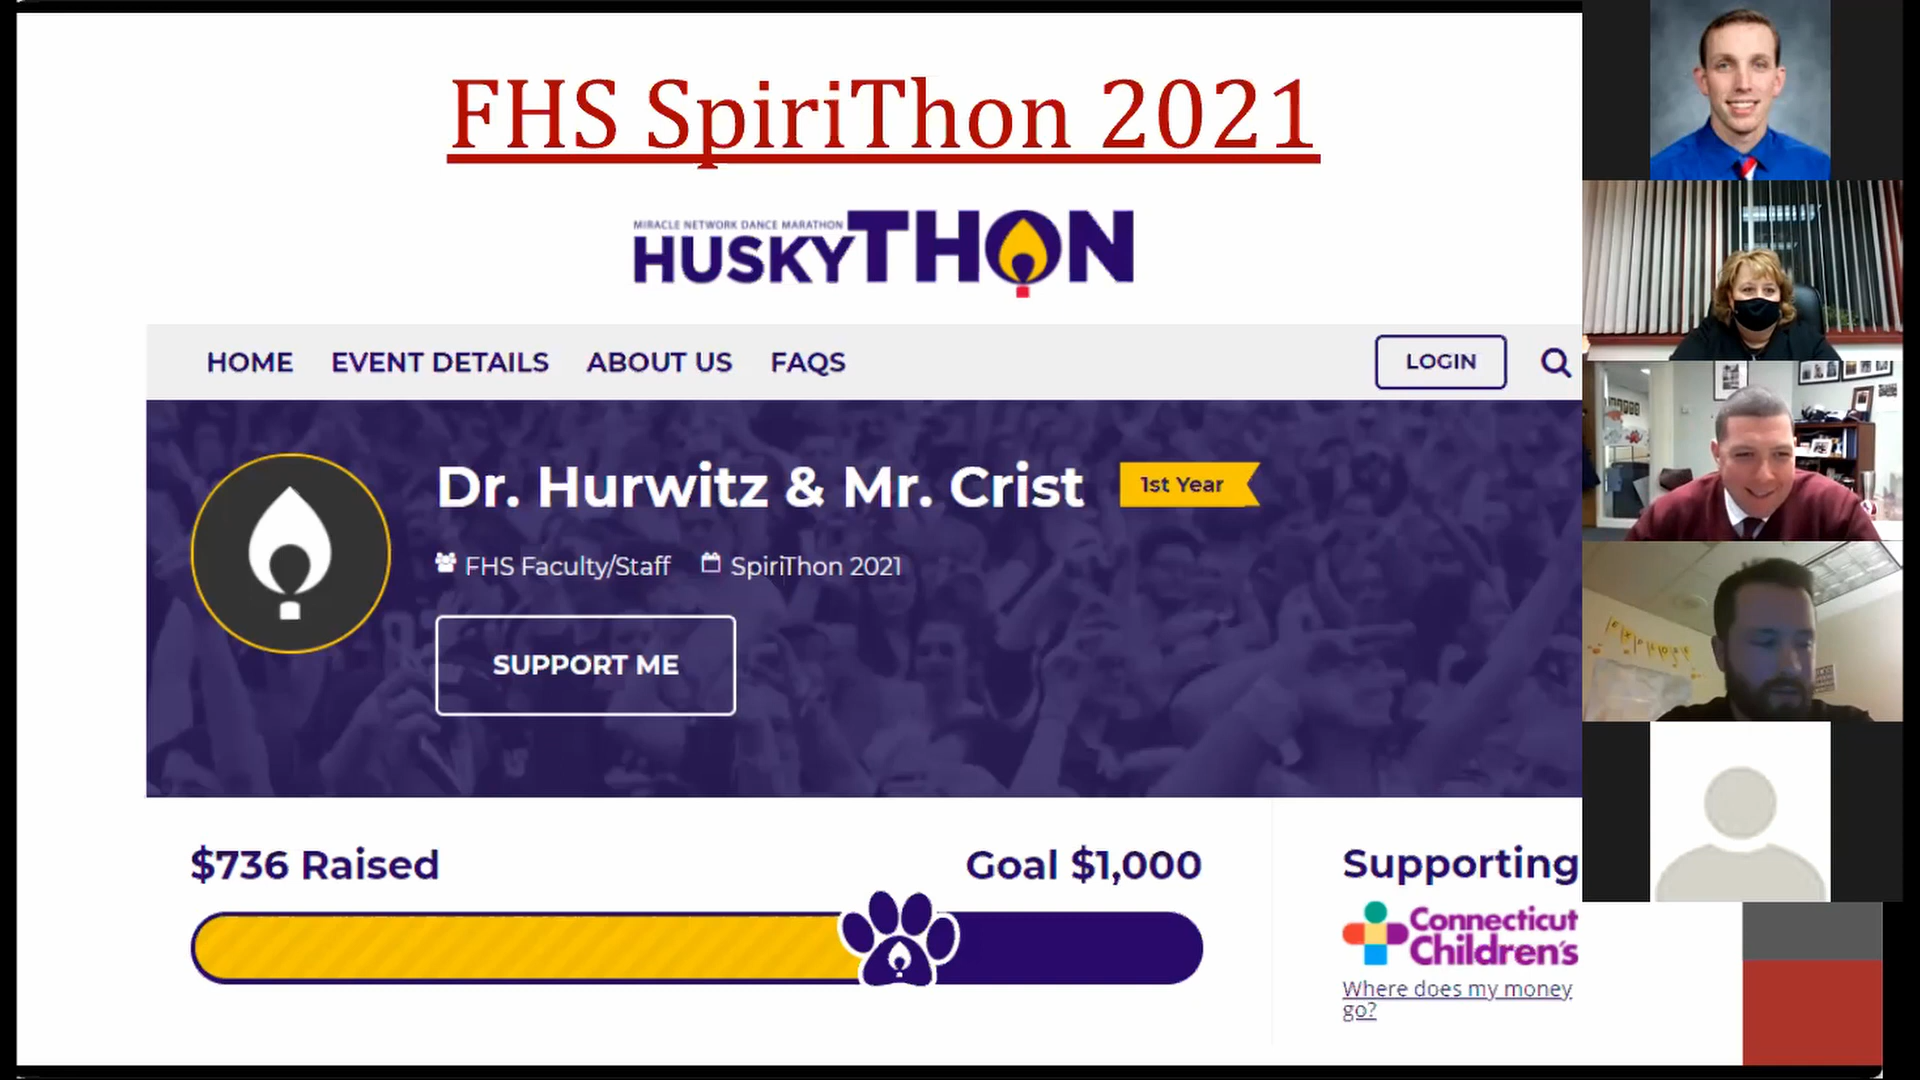 FHS SpiriThon 2021
MIRACLE NETWORK DANCE MARATHON
HUSKYTHON
HOME EVENT DETAILS ABOUT US FAQS LOGIN
Dr. Hurwitz & Mr. Crist 1st Year
FHS Faculty/Staff SpiriThon 2021
SUPPORT ME
$736 Raised Goal $1,000
Supporting
Connecticut
Children's
Where does my money
go?